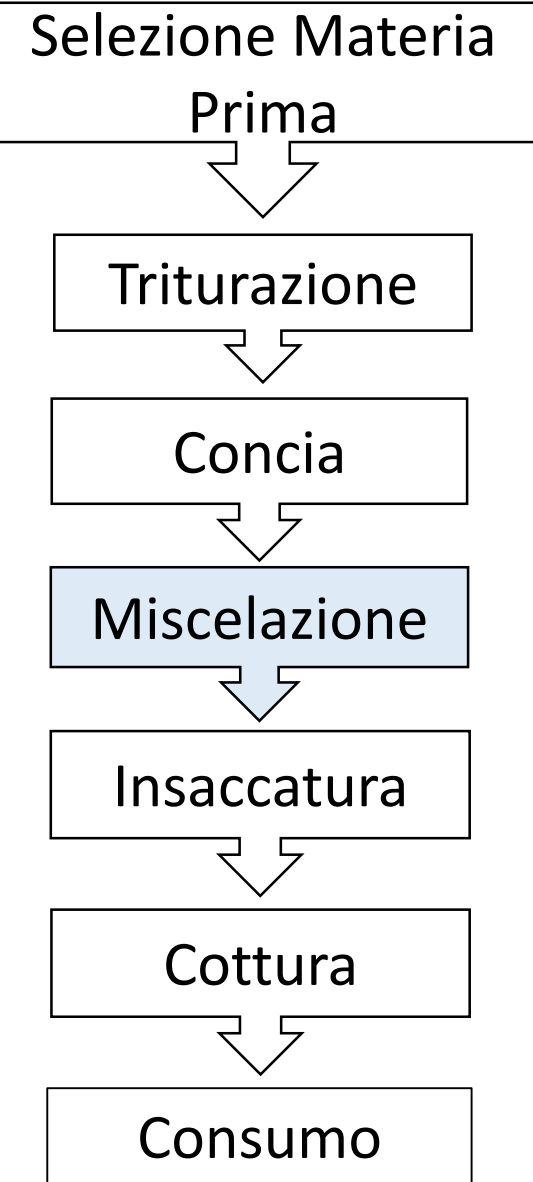 Selezione Materia
Prima
Triturazione
Concia
Miscelazione
Insaccatura
Cottura
Consumo